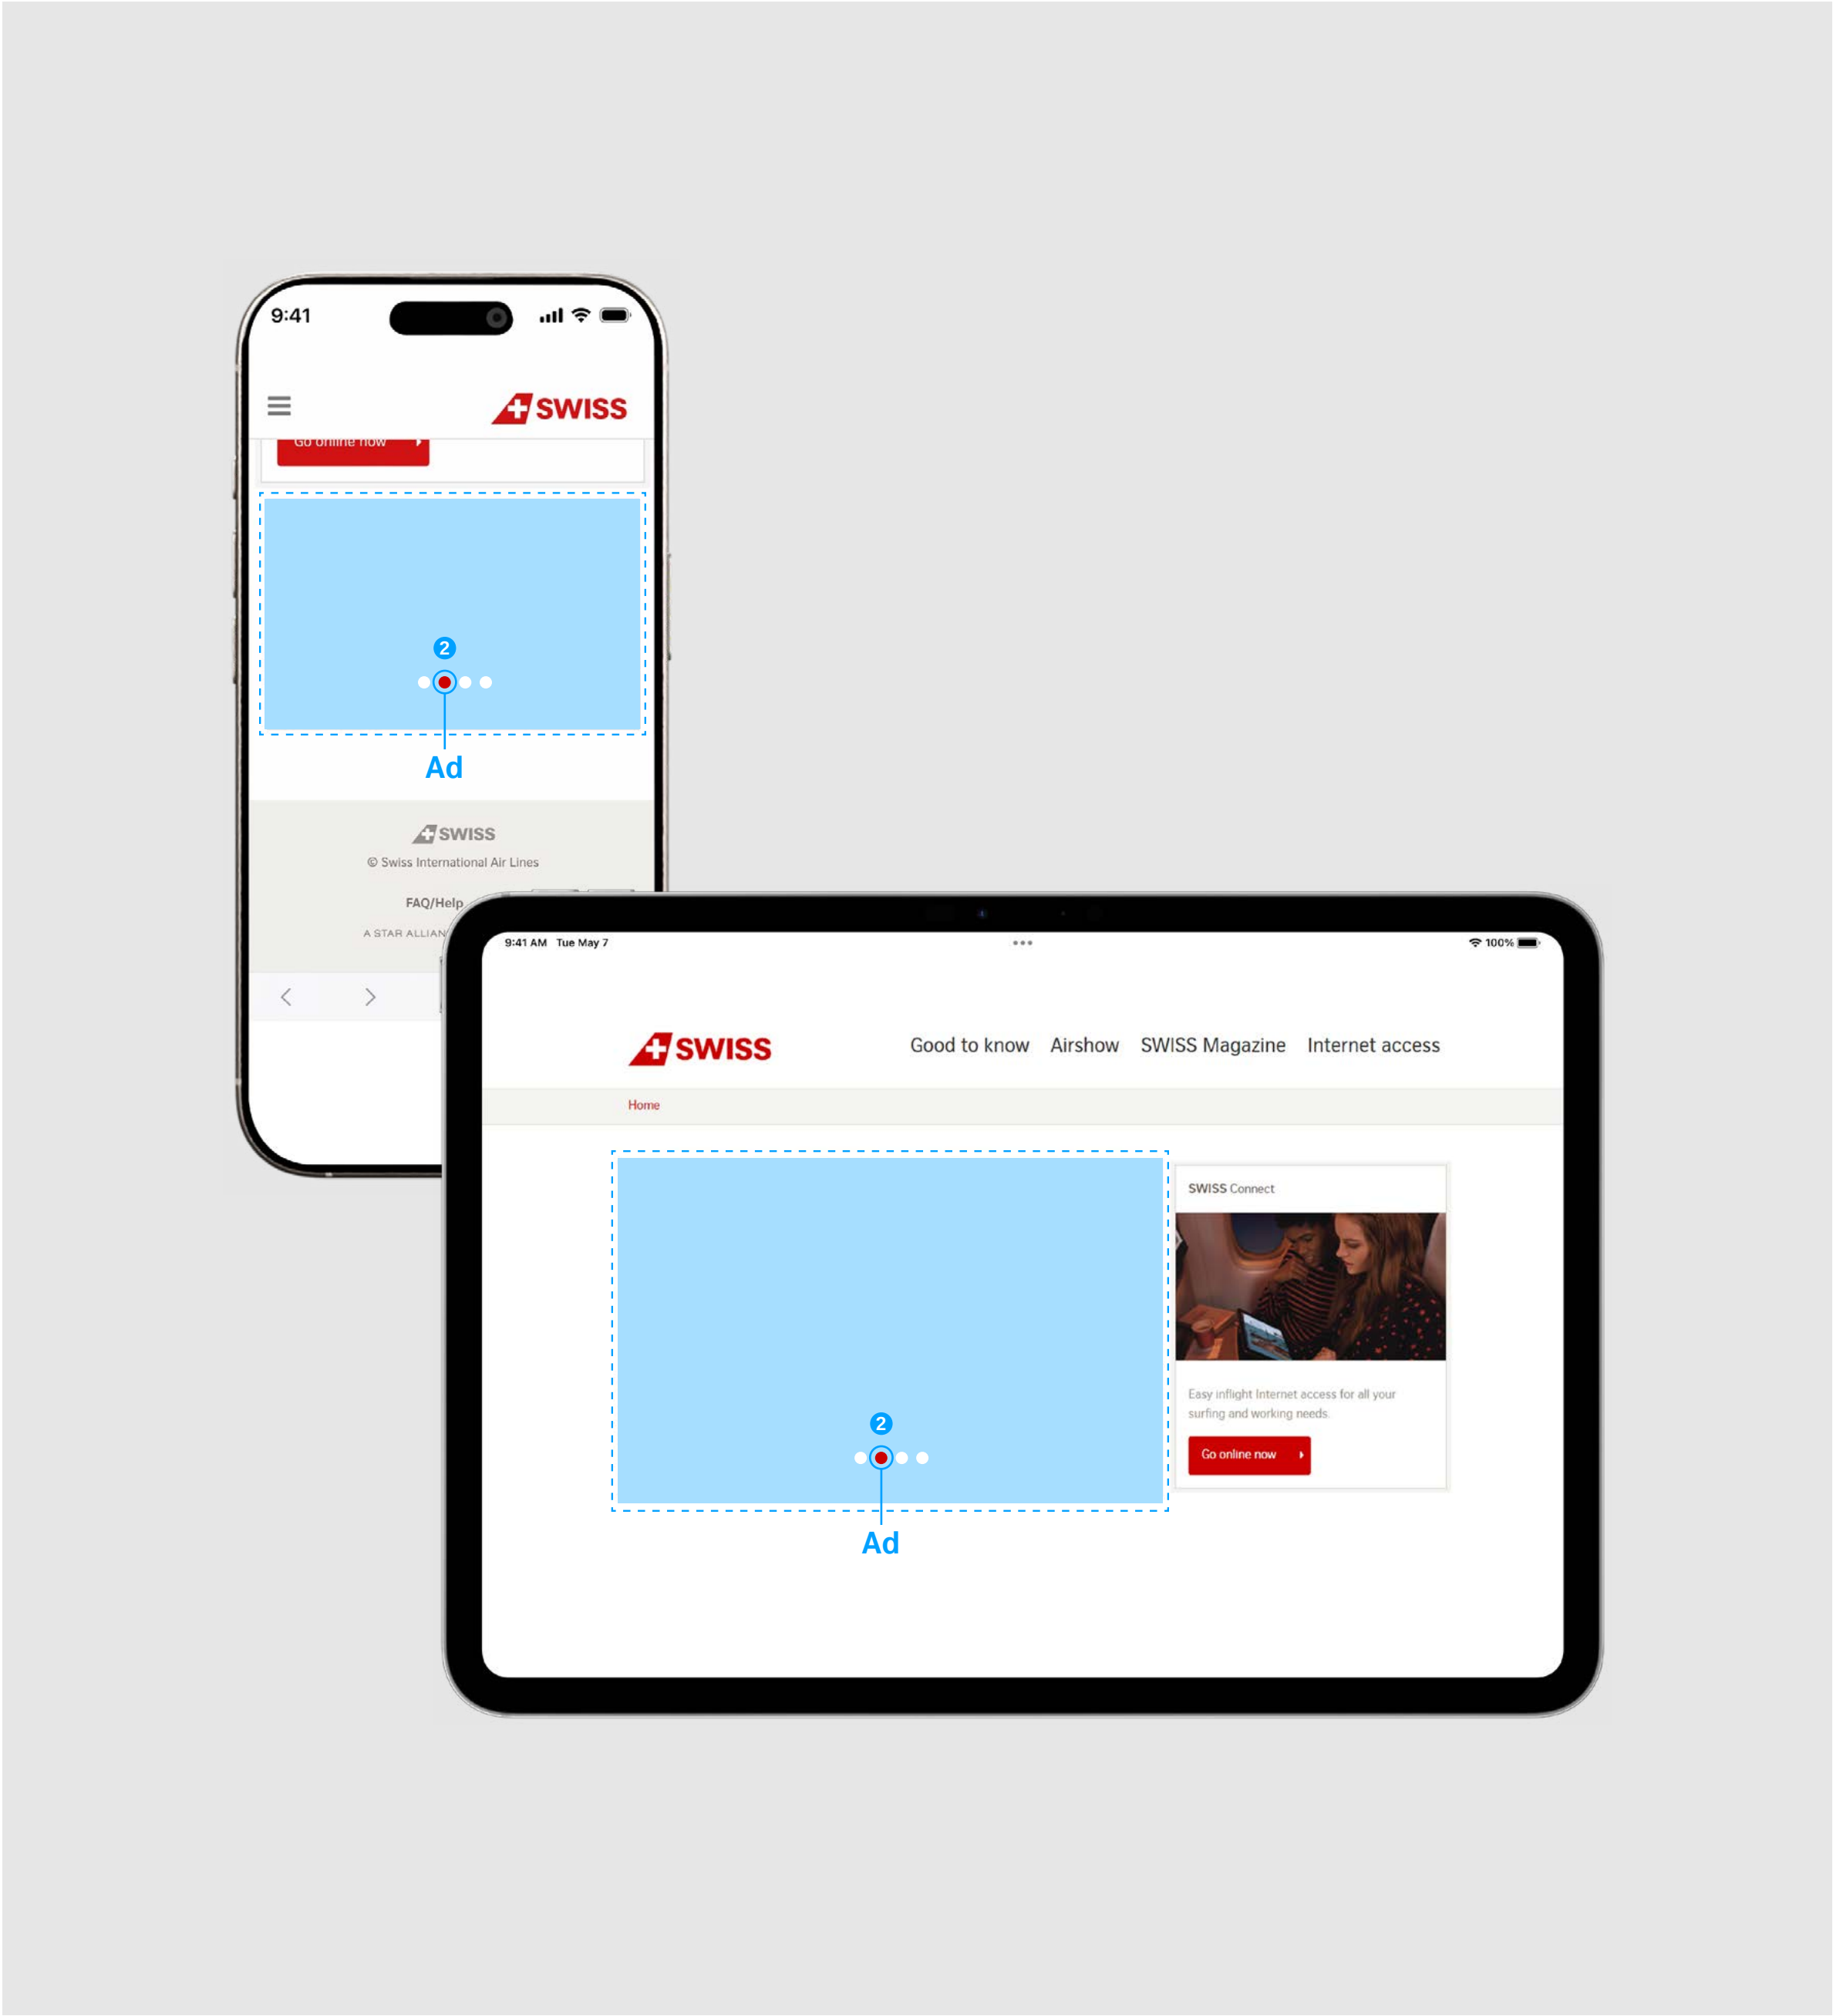 9:41
SWISS
Go online now
2
Ad
SWISS
© Swiss International Air Lines
FAQ/Help
A STAR ALLIAN
9:41 AM Tue May 7
100%
SWISS
Good to know Airshow SWISS Magazine Internet access
Home
SWISS Connect
Easy inflight Internet access for all your
surfing and working needs.
Go online now
2
Ad